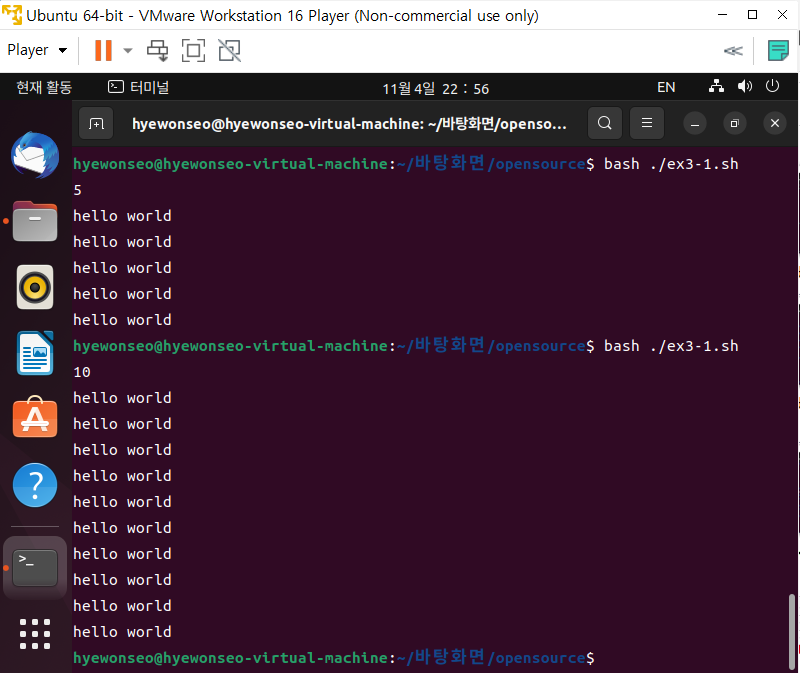 Ubuntu 64-bit - VMware Workstation 16 Player (Non-commercial use only)
Player
현재 활동 터미널 11월 4일 22 : 56 EN
hyewonseo@hyewonseo-virtual-machine: ~/바탕화면/openso...
hyewonseo@hyewonseo-virtual-machine:~/바탕화면/opensource$ bash ./ex3-1.sh
5
hello world
hello world
hello world
hello world
hello world
hyewonseo@hyewonseo-virtual-machine:~/바탕화면/opensource$ bash ./ex3-1.sh
10
hello world
hello world
hello world
hello world
hello world
hello world
hello world
hello world
hello world
hello world
hyewonseo@hyewonseo-virtual-machine:~/바탕화면/opensource$